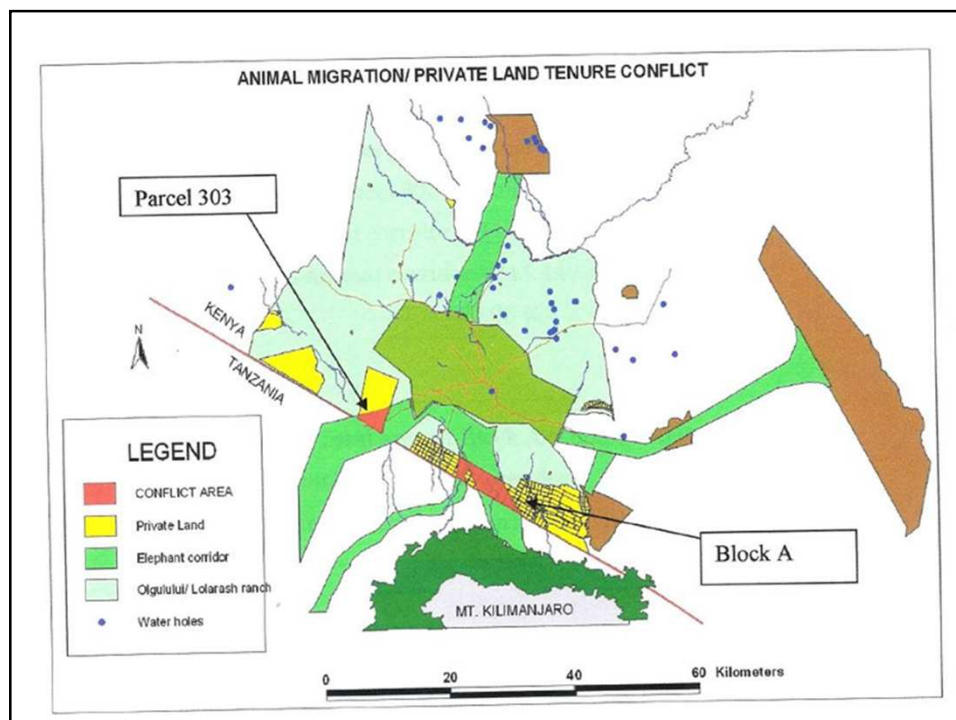 ANIMAL MIGRATION/ PRIVATE LAND TENURE CONFLICT
Parcel 303
KENYA
N
TANZANIA
LEGEND
CONFLICT AREA
Private Land
Elephant corridor
Olgulului/ Lolarash ranch
Water holes
Block A
MT. KILIMANJARO
0 20 40 60 Kilometers